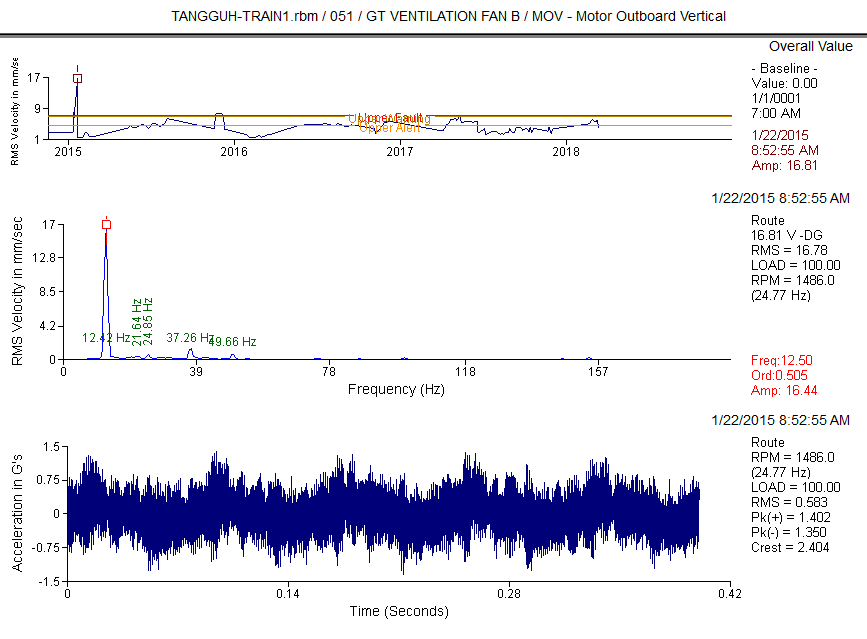 TANGGUH-TRAIN1.rbm / 051 / GT VENTILATION FAN B / MOV - Motor Outboard Vertical
Overall Value
RMS Velocity in mm/sec
17
9
1
Upper Fault
Upper Alert
2015
2016
2017
2018
- Baseline -
Value: 0.00
1/1/0001
7:00 AM
1/22/2015
8:52:55 AM
Amp: 16.81
1/22/2015 8:52:55 AM
RMS Velocity in mm/sec
17
12.8
8.5
4.2
0
12.42 Hz
21.64 Hz
24.85 Hz
37.26 Hz
49.66 Hz
0
39
78
118
157
Frequency (Hz)
Route
16.81 V -DG
RMS = 16.78
LOAD = 100.00
RPM = 1486.0
(24.77 Hz)
Freq:12.50
Ord:0.505
Amp: 16.44
1/22/2015 8:52:55 AM
Acceleration in G's
1.5
0.75
0
-0.75
-1.5
0
0.14
0.28
0.42
Time (Seconds)
Route
RPM = 1486.0
(24.77 Hz)
LOAD = 100.00
RMS = 0.583
Pk(+) = 1.402
Pk(-) = 1.350
Crest = 2.404